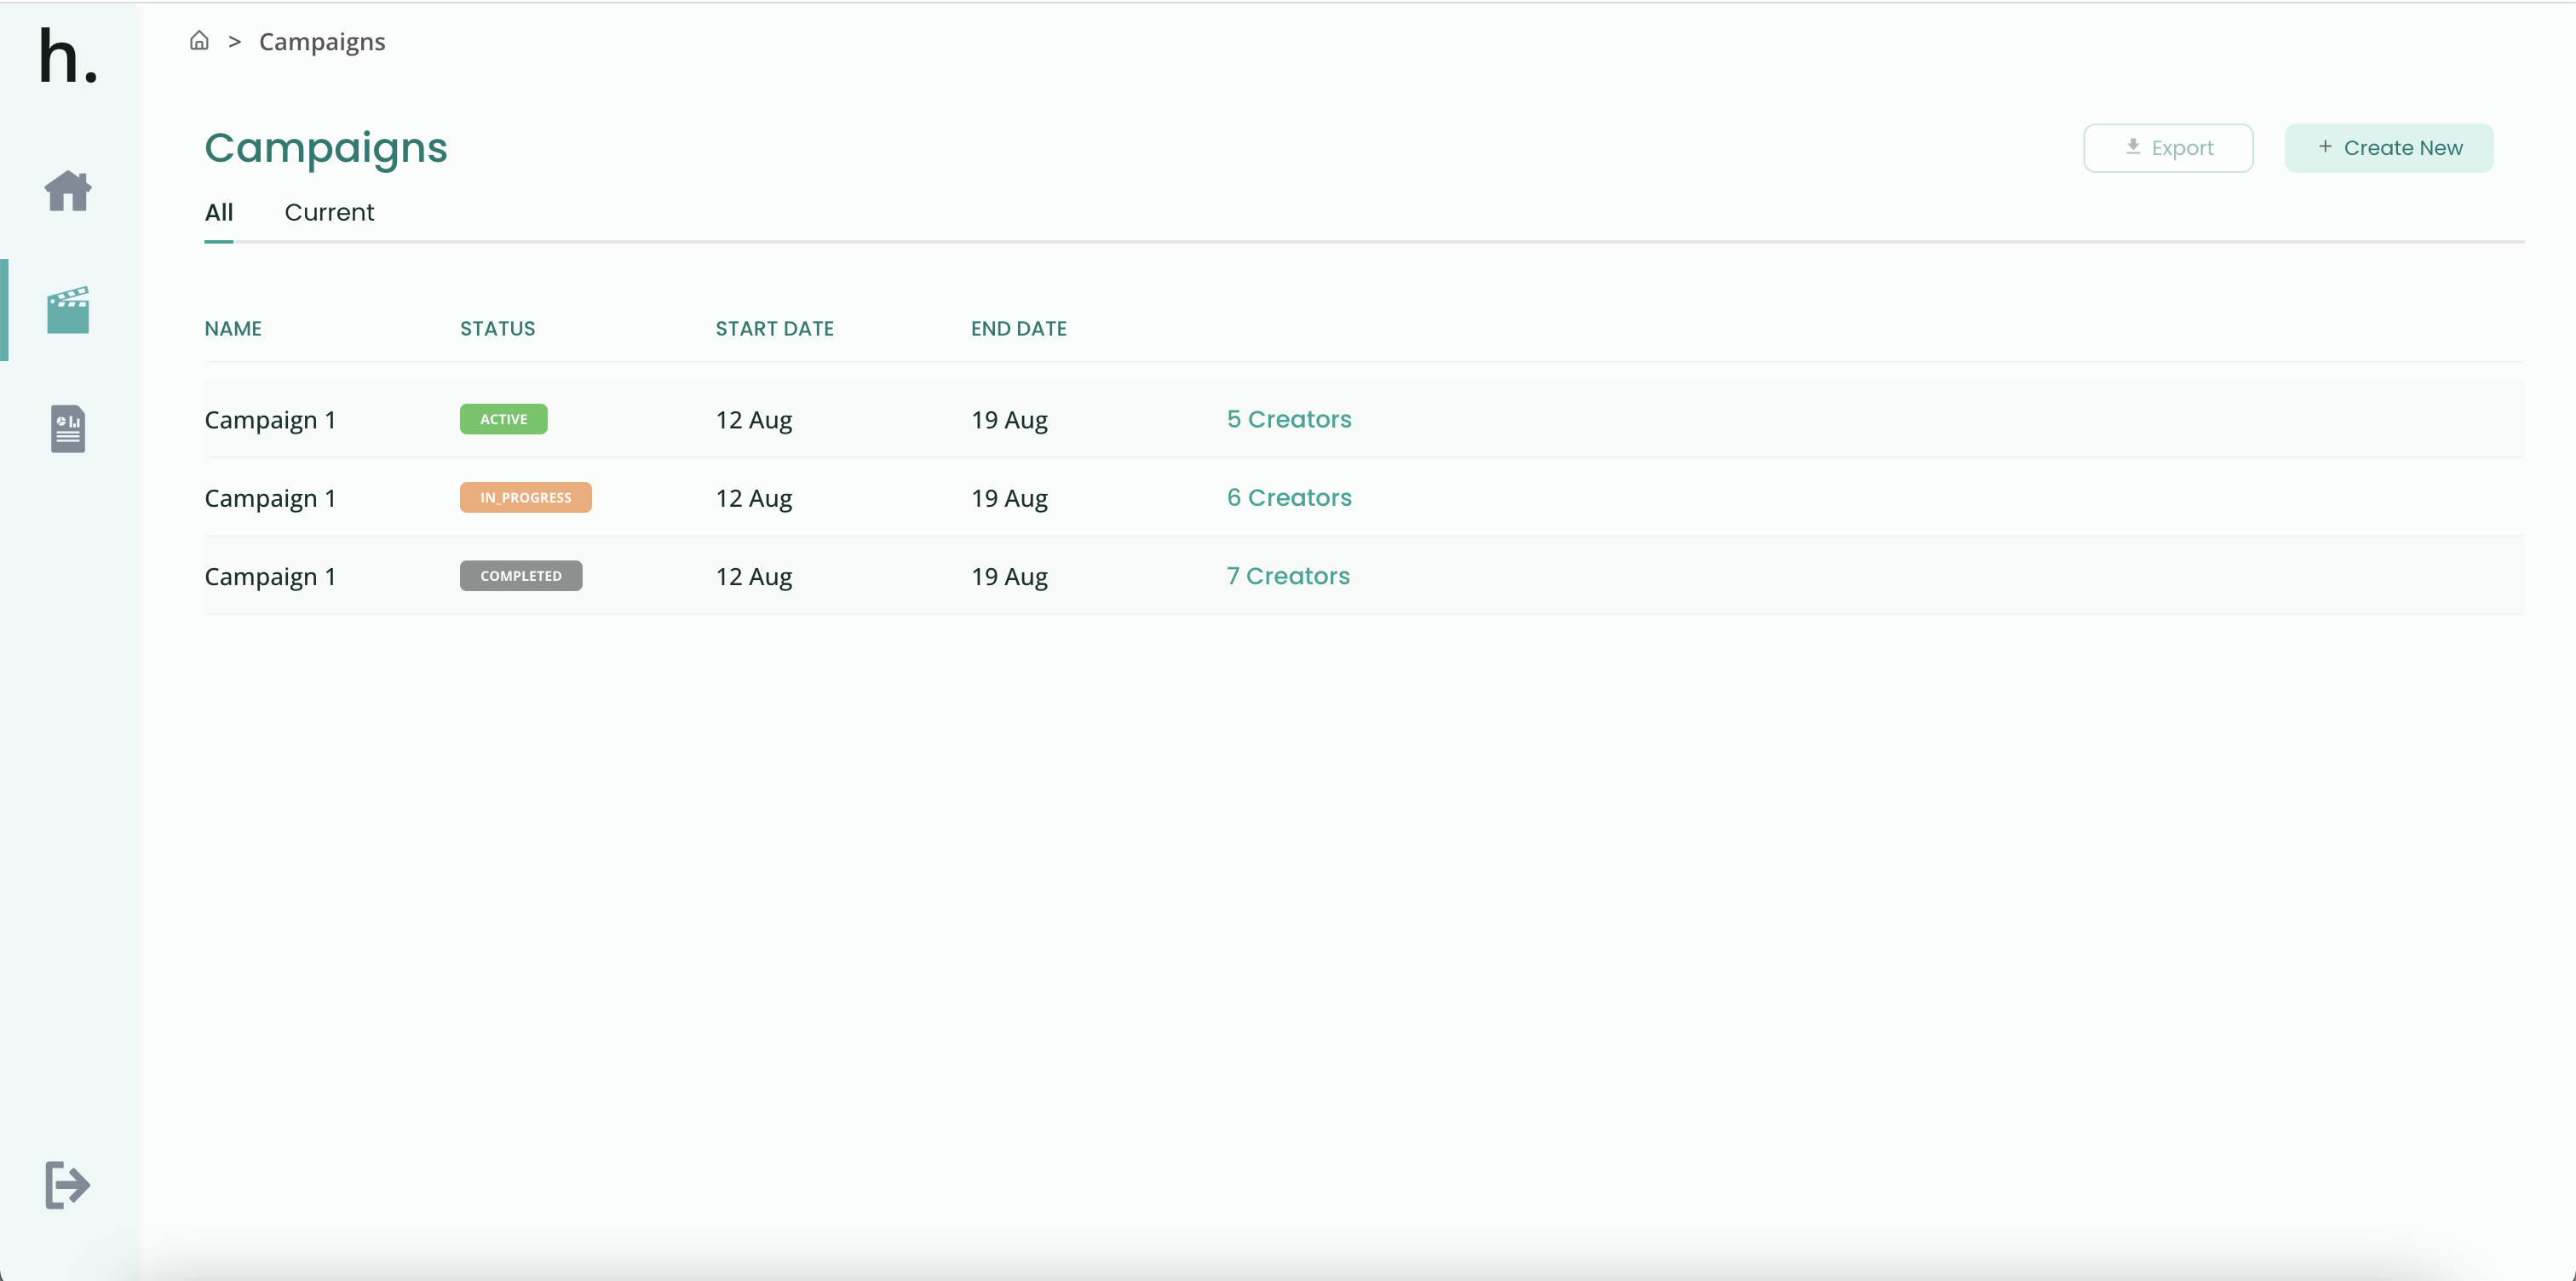 h.
> Campaigns
Campaigns
Export
+ Create New
All Current
NAME STATUS START DATE END DATE
Campaign 1 ACTIVE 12 Aug 19 Aug 5 Creators
Campaign 1 IN_PROGRESS 12 Aug 19 Aug 6 Creators
Campaign 1 COMPLETED 12 Aug 19 Aug 7 Creators